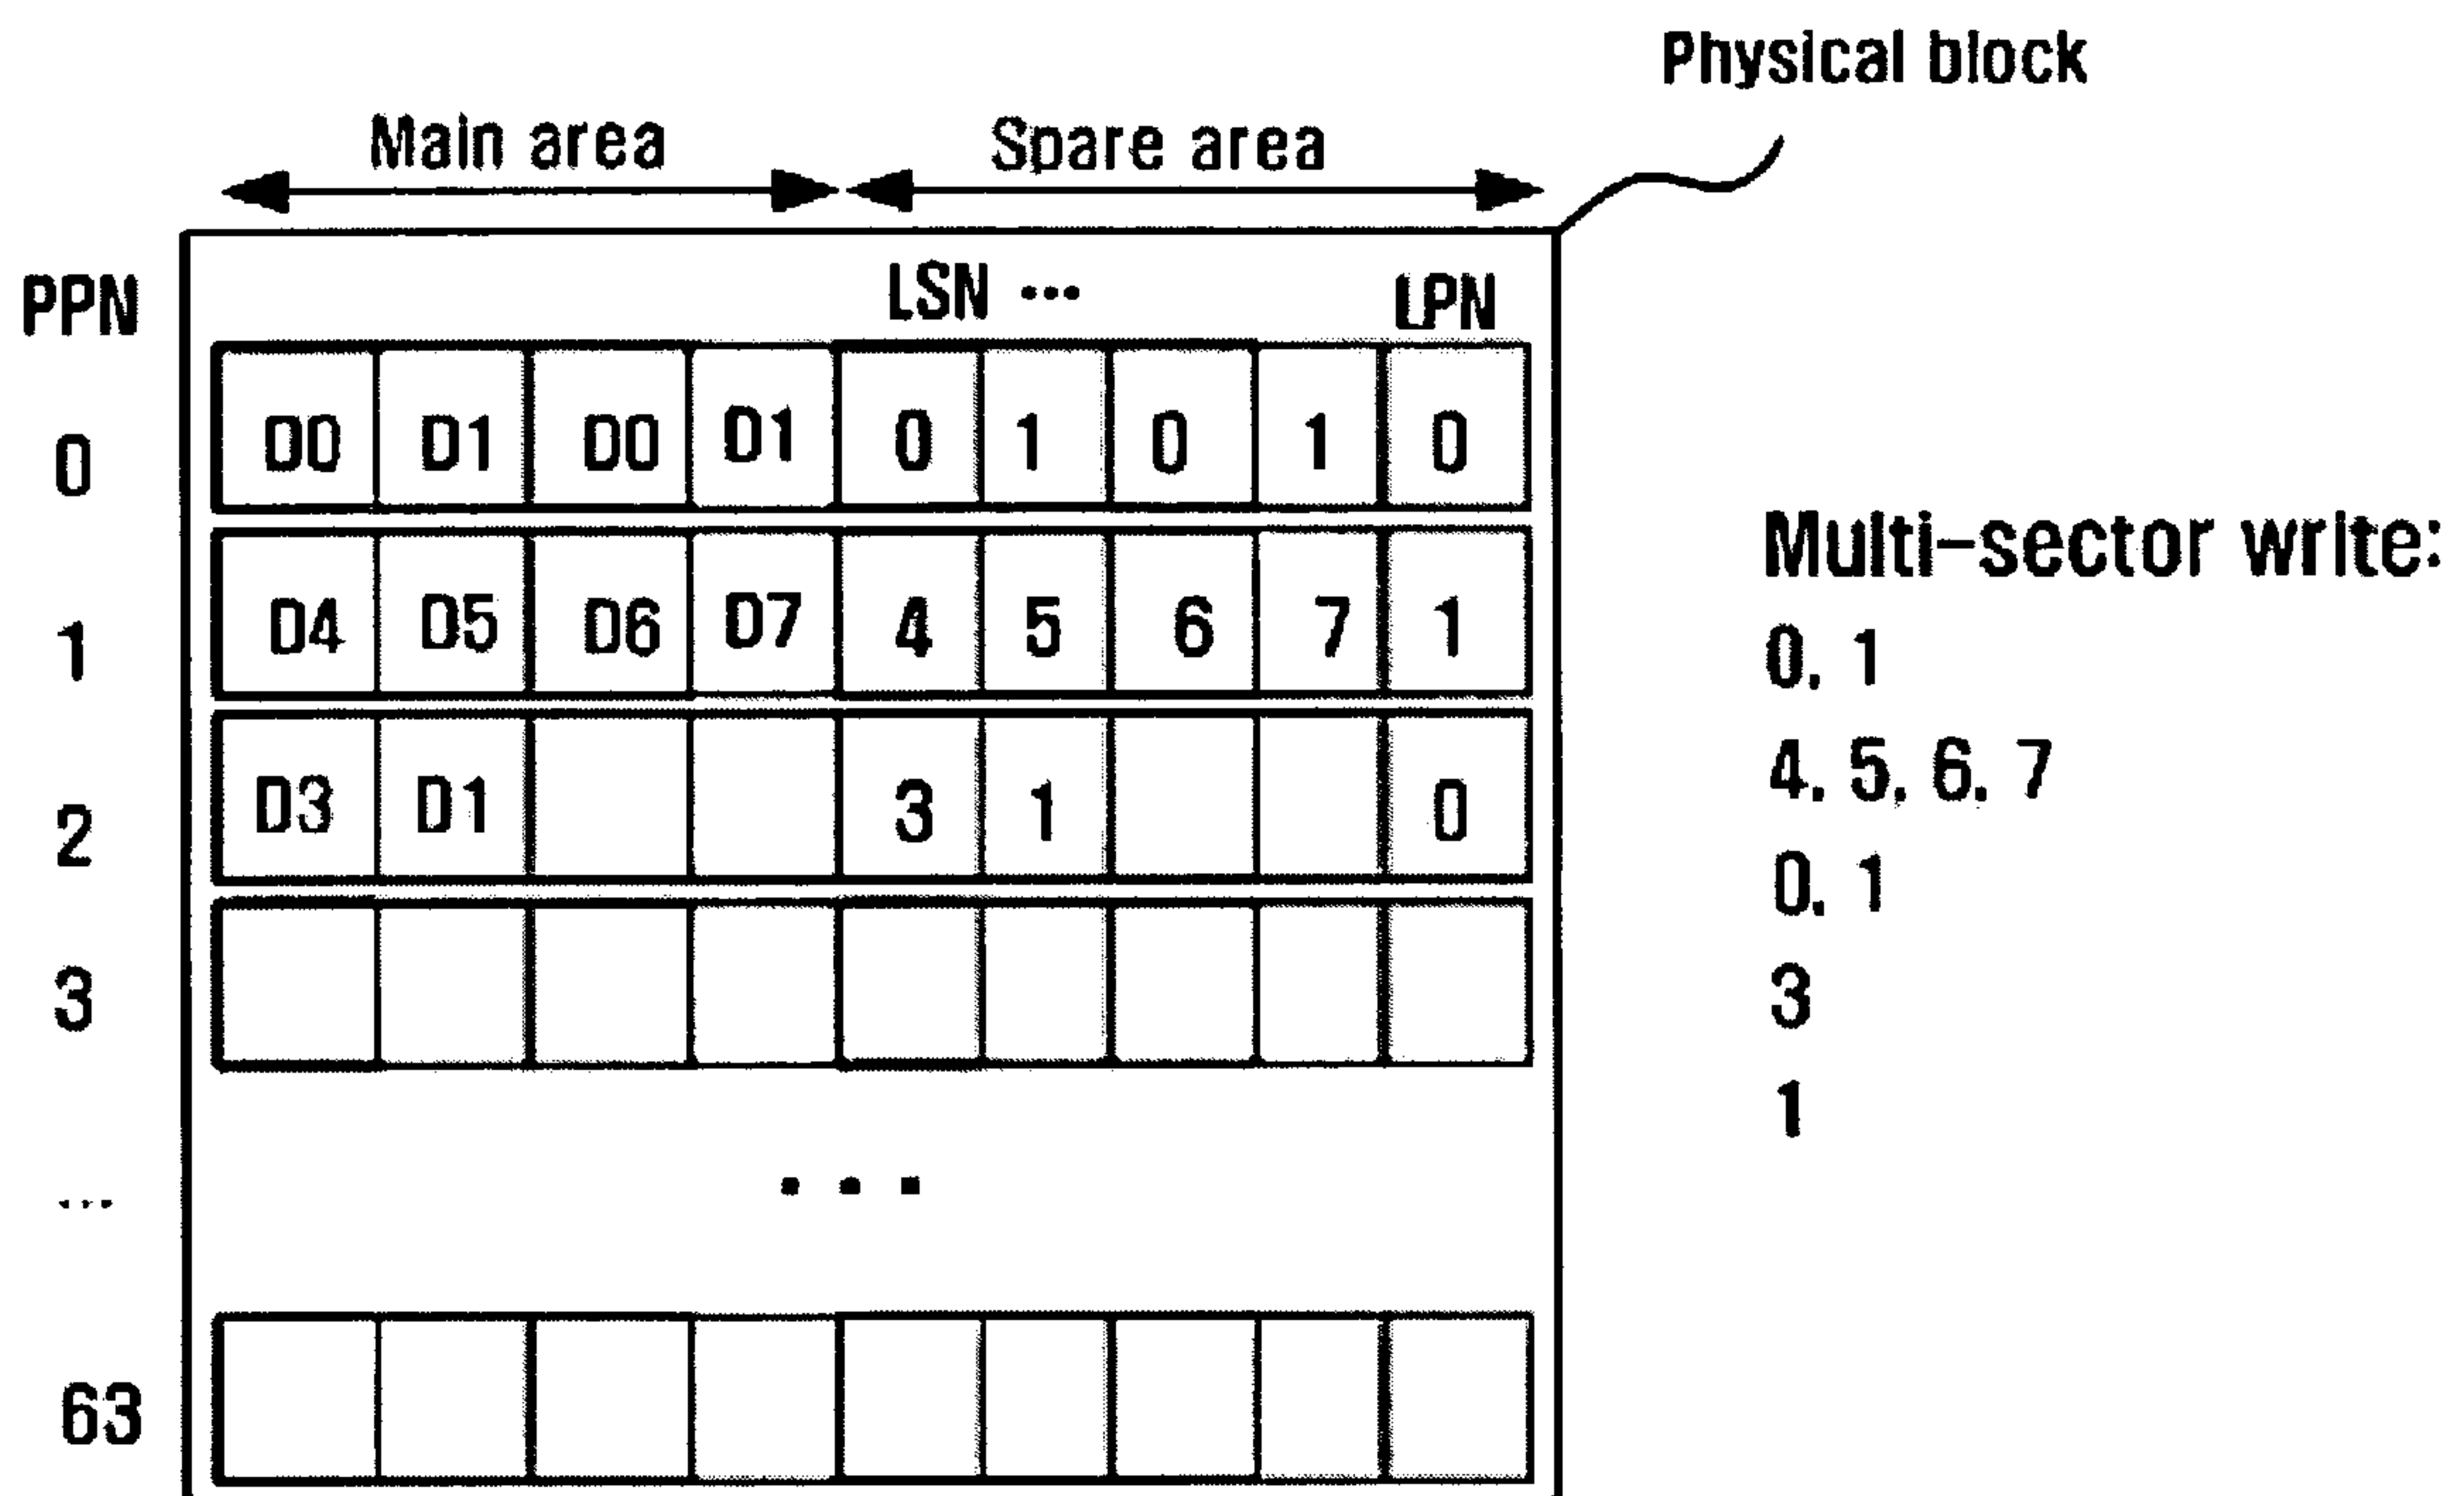 Physical block
Main area Spare area
PPN LSN ... LPN
0 D0 D1 D0 D1 0 1 0 1 0
1 D4 D5 D6 D7 4 5 6 7 1
2 D3 D1 3 1 0
3
...
...
63
Multi-sector write:
0, 1
4, 5, 6, 7
0, 1
3
1